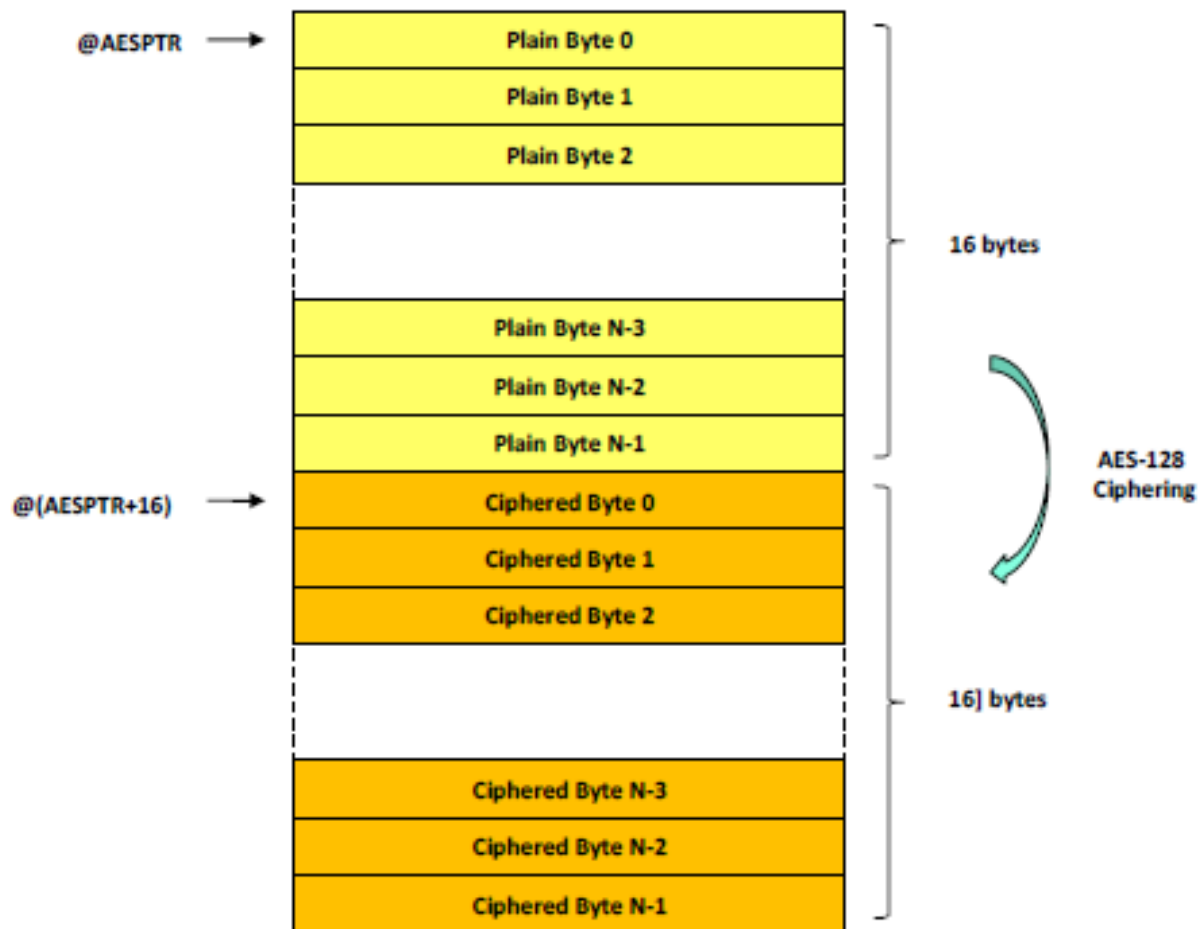 @AESPTR
Plain Byte 0
Plain Byte 1
Plain Byte 2
16 bytes
Plain Byte N-3
Plain Byte N-2
Plain Byte N-1
AES-128
Ciphering
@(AESPTR+16)
Ciphered Byte 0
Ciphered Byte 1
Ciphered Byte 2
16] bytes
Ciphered Byte N-3
Ciphered Byte N-2
Ciphered Byte N-1